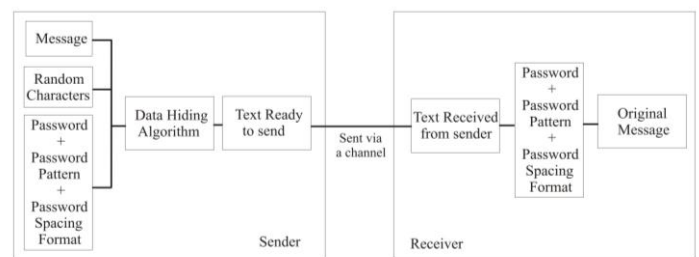 Message
Random
Characters
Password
+
Password
Pattern
+
Password
Spacing
Format
Data Hiding
Algorithm
Text Ready
to send
Sender
Sent via
a channel
Text Received
from sender
Password
+
Password
Pattern
+
Password
Spacing
Format
Original
Message
Receiver